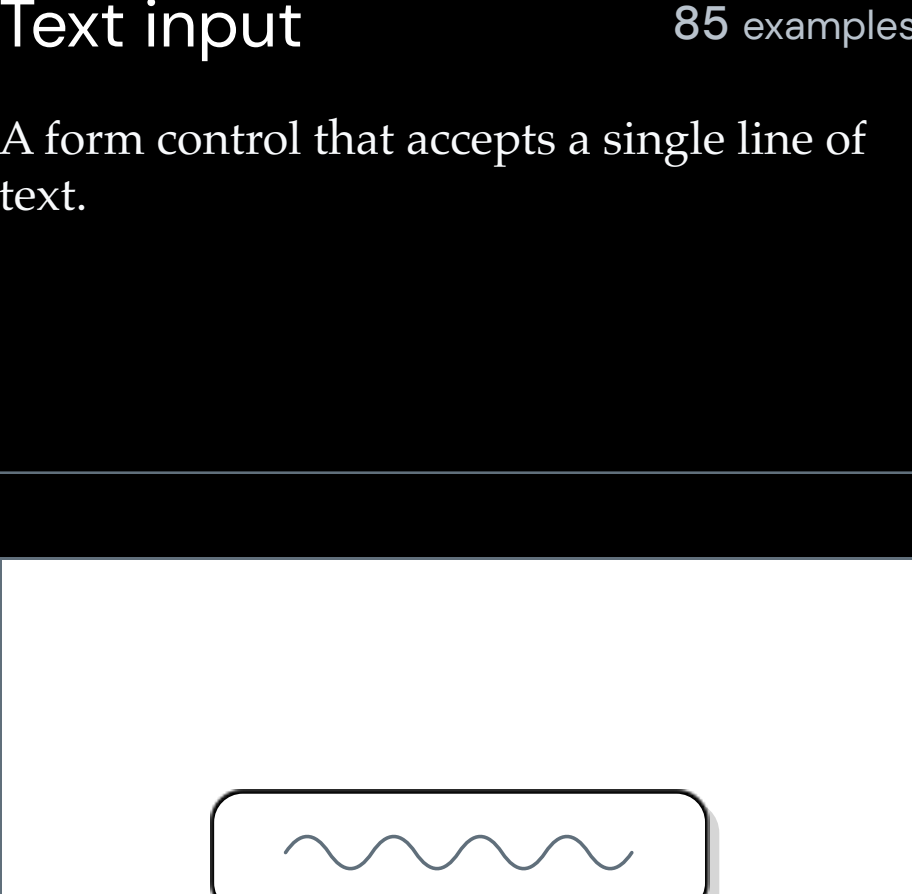 Text input
85 examples
A form control that accepts a single line of
text.